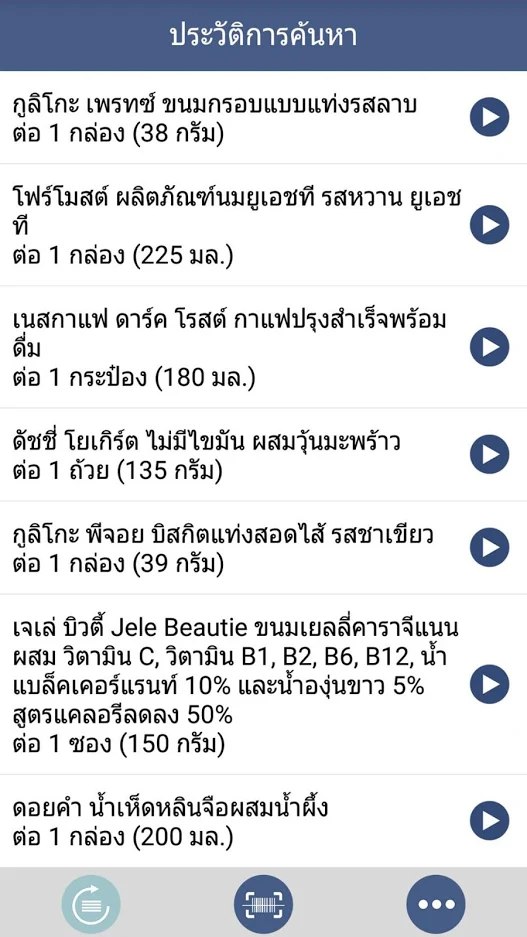 ประวัติการค้นหา
กูลิโกะ เพรทซ์ ขนมกรอบแบบแท่งรสลาบ
ต่อ 1 กล่อง (38 กรัม)
โฟร์โมสต์ ผลิตภัณฑ์นมยูเอชที รสหวาน ยูเอช
ที
ต่อ 1 กล่อง (225 มล.)
เนสกาแฟ ดาร์ค โรสต์ กาแฟปรุงสำเร็จพร้อม
ดื่ม
ต่อ 1 กระป๋อง (180 มล.)
ดัชชี่ โยเกิร์ต ไม่มีไขมัน ผสมวุ้นมะพร้าว
ต่อ 1 ถ้วย (135 กรัม)
กูลิโกะ พีจอย บิสกิตแท่งสอดไส้ รสชาเขียว
ต่อ 1 กล่อง (39 กรัม)
เจเล่ บิวตี้ Jele Beautie ขนมเยลลี่คาราจีแนน
ผสม วิตามิน C, วิตามิน B1, B2, B6, B12, น้ำ
แบล็คเคอร์แรนท์ 10% และน้ำองุ่นขาว 5%
สูตรแคลอรีลดลง 50%
ต่อ 1 ซอง (150 กรัม)
ดอยคำ น้ำเห็ดหลินจือผสมน้ำผึ้ง
ต่อ 1 กล่อง (200 มล.)